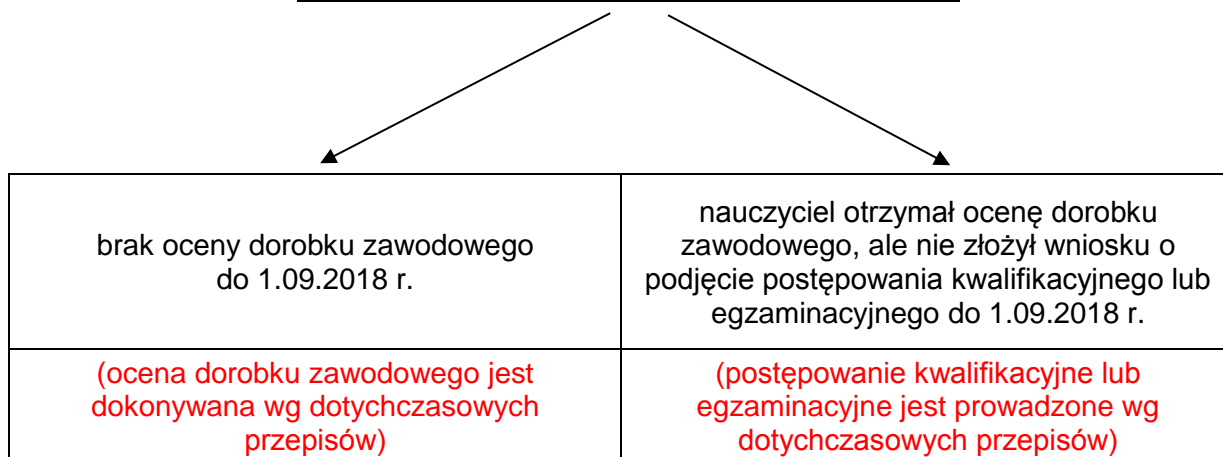 brak oceny dorobku zawodowego
do 1.09.2018 r.
nauczyciel otrzymał ocenę dorobku
zawodowego, ale nie złożył wniosku o
podjęcie postępowania kwalifikacyjnego lub
egzaminacyjnego do 1.09.2018 r.
(ocena dorobku zawodowego jest
dokonywana wg dotychczasowych
przepisów)
(postępowanie kwalifikacyjne lub
egzaminacyjne jest prowadzone wg
dotychczasowych przepisów)